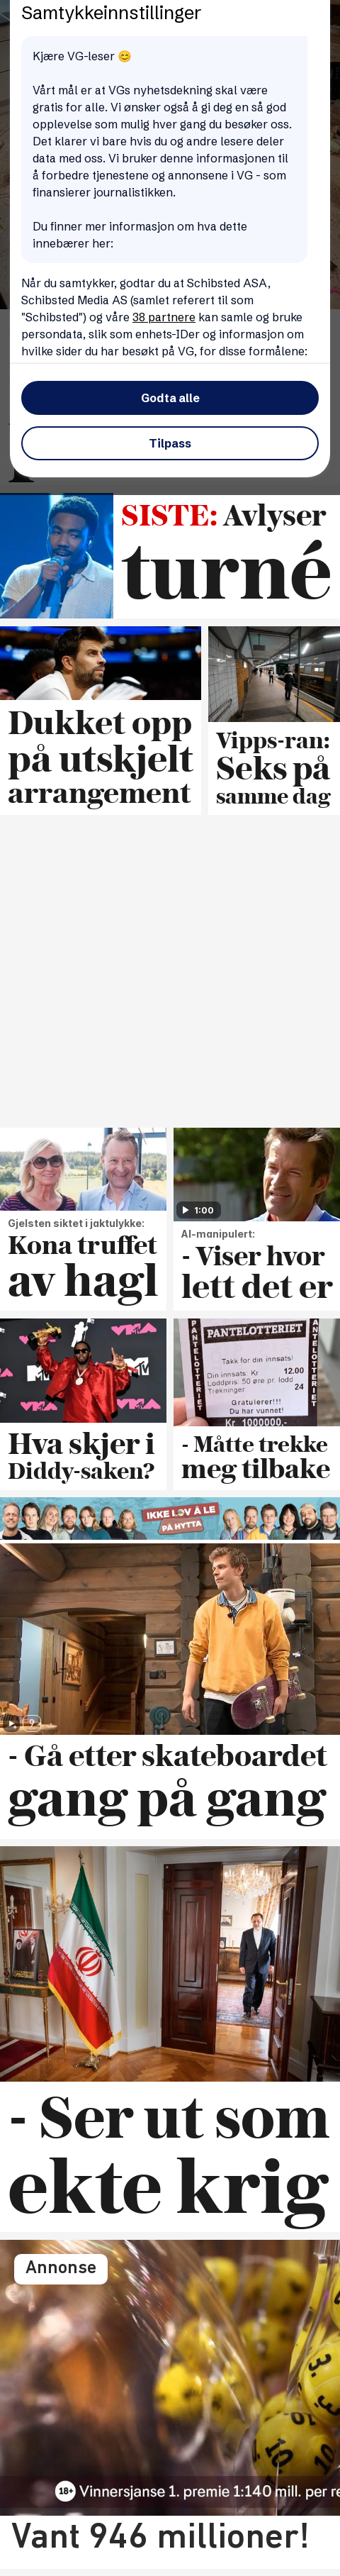 Samtykkeinnstillinger
Kjære VG-leser 😊
Vårt mål er at VGs nyhetsdekning skal være
gratis for alle. Vi ønsker også å gi deg en så god
opplevelse som mulig hver gang du besøker oss.
Det klarer vi bare hvis du og andre lesere deler
data med oss. Vi bruker denne informasjonen til
å forbedre tjenestene og annonsene i VG - som
finansierer journalistikken.
Du finner mer informasjon om hva dette
innebærer her:
Når du samtykker, godtar du at Schibsted ASA,
Schibsted Media AS (samlet referert til som
"Schibsted") og våre 38 partnere kan samle og bruke
persondata, slik som enhets-IDer og informasjon om
hvilke sider du har besøkt på VG, for disse formålene:
Godta alle
Tilpass
SISTE: Avlyser
turné
Dukket opp
på utskjelt
arrangement
Vipps-ran:
Seks på
samme dag
Gjelsten siktet i jaktulykke:
Kona truffet
av hagl
1:00
AI-manipulert:
- Viser hvor
lett det er
Hva skjer i
Diddy-saken?
PANTELOTTERIET
PANTELOTTERIET
PANTELOTTERIET
Takk for din innsats!
Kr. 12.00
Loddpris: 50 øre pr. lodd
Trekninger 24
Gratulerer!!!
Du har vunnet!
Kr 1000000,-
- Måtte trekke
meg tilbake
IKKE LOV Å LE
PÅ HYTTA
- Gå etter skateboardet
gang på gang
- Ser ut som
ekte krig
Annonse
18+ Vinnersjanse 1. premie 1:140 mill. per re
Vant 946 millioner!